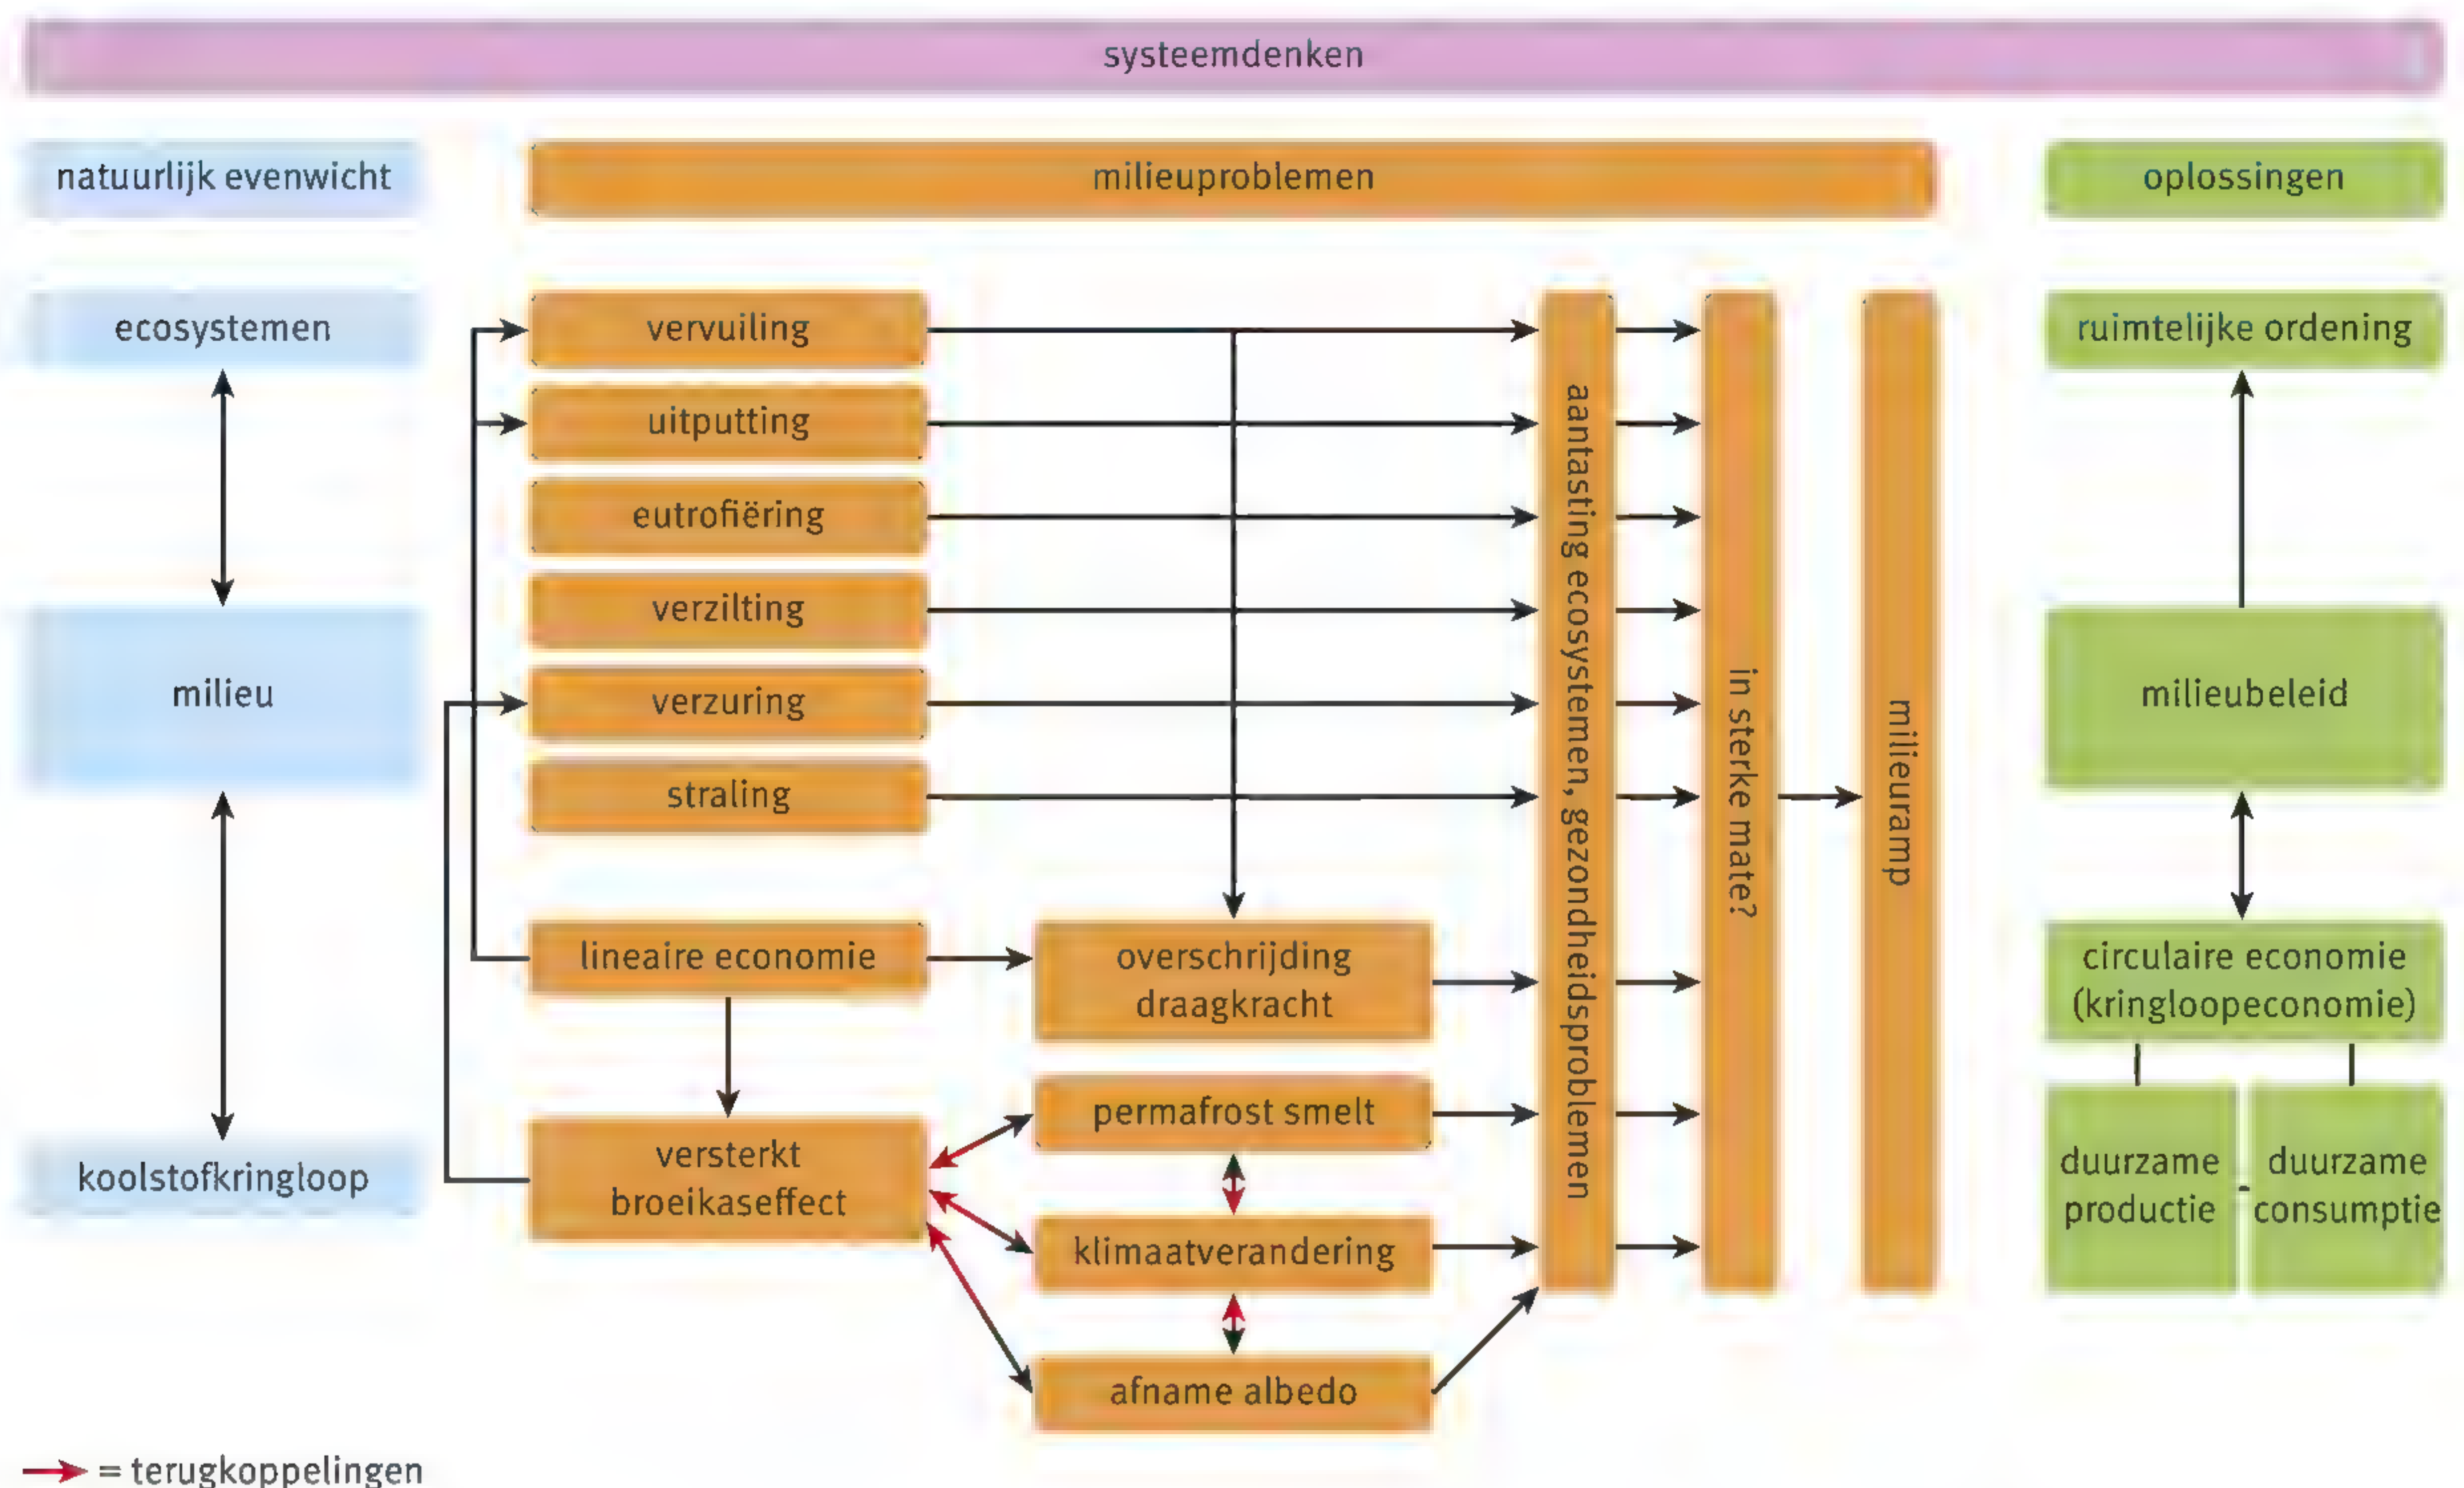 systeemdenken
natuurlijk evenwicht
milieuproblemen
oplossingen
ecosystemen
milieu
koolstofkringloop
vervuiling
uitputting
eutrofiëring
verzilting
verzuring
straling
lineaire economie
versterkt
broeikaseffect
overschrijding
draagkracht
permafrost smelt
klimaatverandering
afname albedo
aantasting ecosystemen, gezondheidsproblemen
in sterke mate?
milieuramp
ruimtelijke ordening
milieubeleid
circulaire economie
(kringloopeconomie)
duurzame
productie
-
duurzame
consumptie
= terugkoppelingen